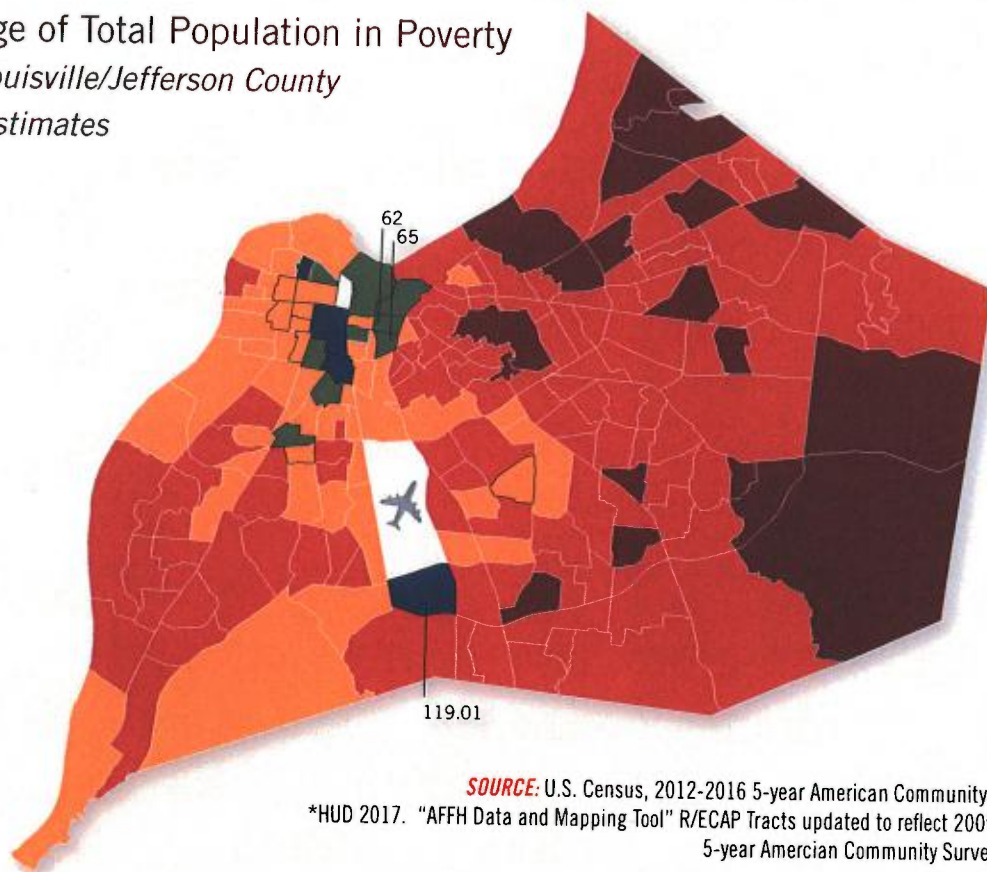 ge of Total Population in Poverty
ouisville/Jefferson County
stimates
62
65
119.01
SOURCE: U.S. Census, 2012-2016 5-year American Community
*HUD 2017. “AFFH Data and Mapping Tool” R/ECAP Tracts updated to reflect 200
5-year Amercian Community Surve